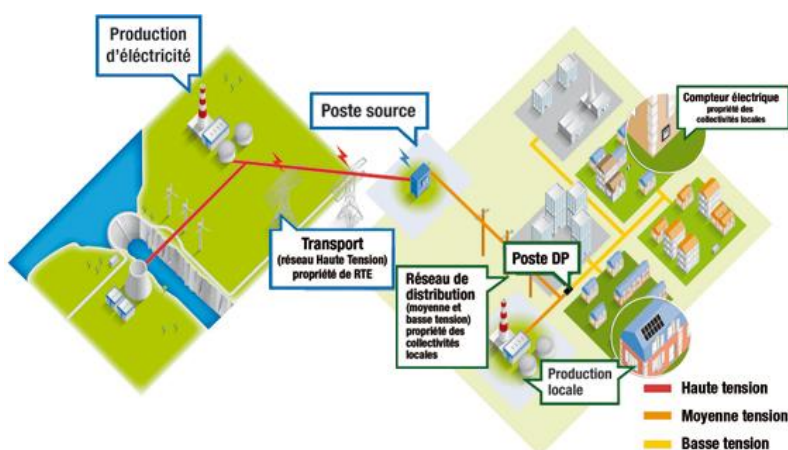 Production
d'éléctricité
Poste source
Compteur électrique
propriété des
collectivités locales
Transport
(réseau Haute Tension)
propriété de RTE
Réseau de
distribution
(moyenne et
basse tension)
propriété des
collectivités
locales
Poste DP
Production
locale
Haute tension
Moyenne tension
Basse tension